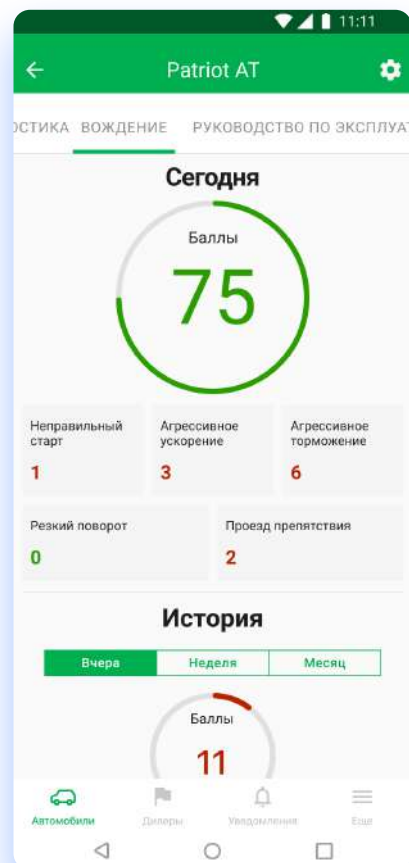 11:11
Patriot AT
ОСТИКА ВОЖДЕНИЕ РУКОВОДСТВО ПО ЭКСПЛУАТ
Сегодня
Баллы
75
Неправильный
старт
1
Агрессивное
ускорение
3
Агрессивное
торможение
6
Резкий поворот
0
Проезд препятствия
2
История
Вчера Неделя Месяц
Баллы
11
Автомобили Дилеры Уведомления Еще